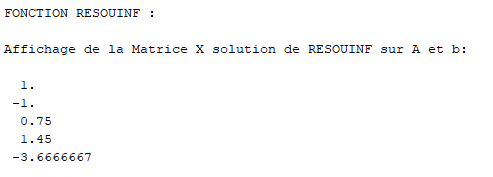 FONCTION RESOUINF :
Affichage de la Matrice X solution de RESOUINF sur A et b:
1.
-1.
0.75
1.45
-3.6666667